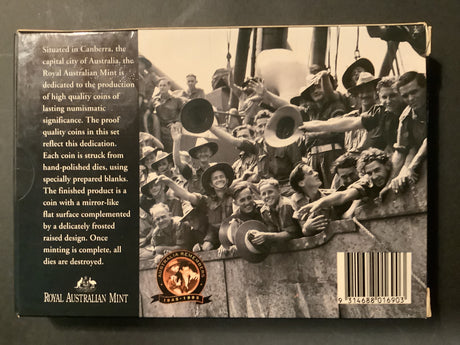 Situated in Canberra, the
capital city of Australia, the
Royal Australian Mint is
dedicated to the production
of high quality coins of
lasting numismatic
significance. The proof
quality coins in this set
reflect this dedication.
Each coin is struck from
hand-polished dies, using
specially prepared blanks.
The finished product is a
coin with a mirror-like
flat surface complemented
by a delicately frosted
raised design. Once
minting is complete, all
dies are destroyed.
ROYAL AUSTRALIAN MINT
AUSTRALIA REMEMBERS
1945-1995
9 314688 016903